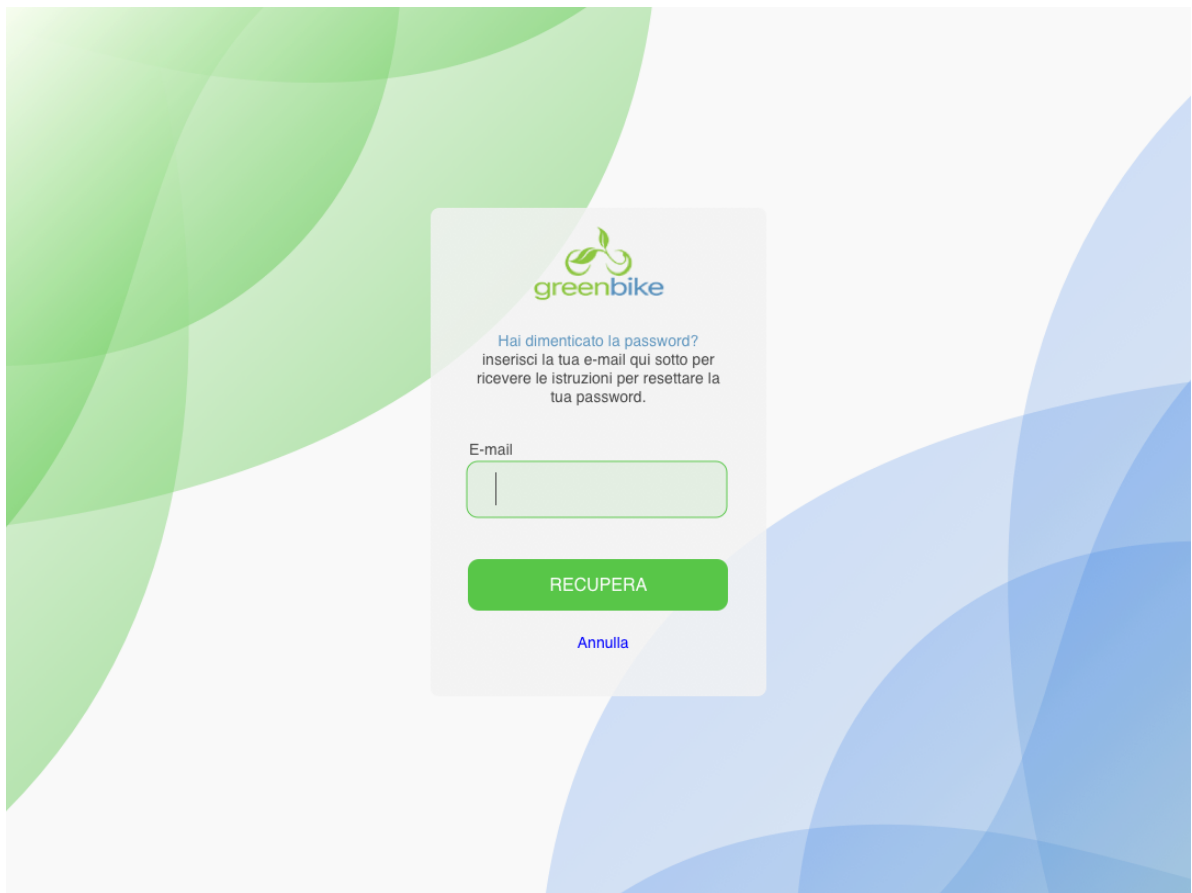 greenbike
Hai dimenticato la password?
inserisci la tua e-mail qui sotto per
ricevere le istruzioni per resettare la
tua password.
E-mail
RECUPERA
Annulla